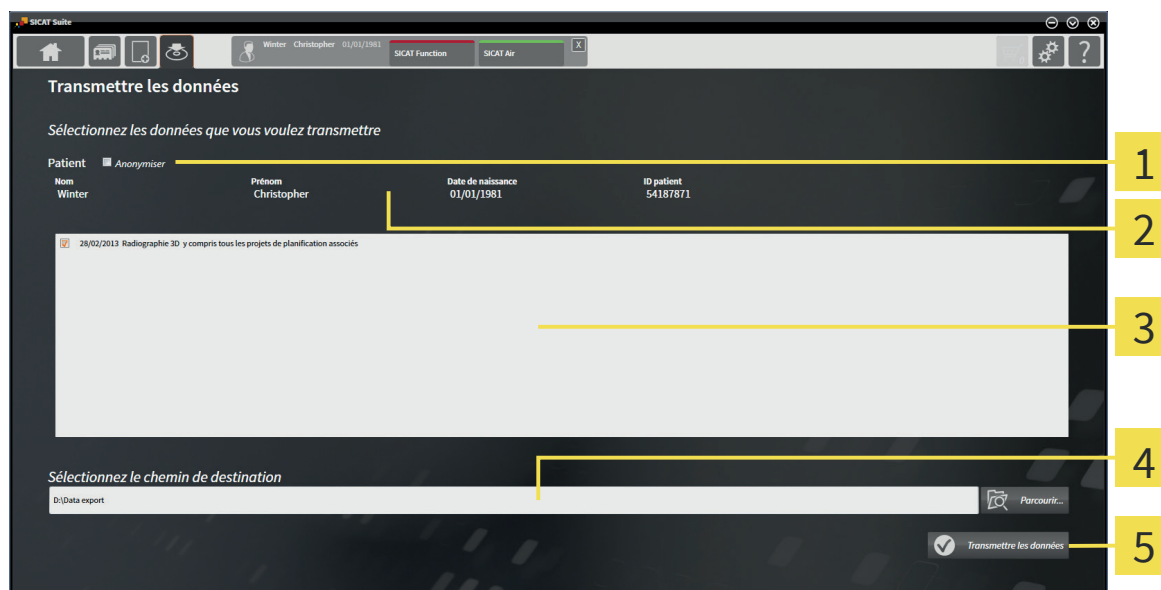 SICAT Suite
Winter Christopher 01/01/1981
SICAT Function
SICAT Air
X
?
Transmettre les données
Sélectionnez les données que vous voulez transmettre
Patient Anonymiser
Nom Prénom Date de naissance ID patient
Winter Christopher 01/01/1981 54187871
28/02/2013 Radiographie 3D y compris tous les projets de planification associés
Sélectionnez le chemin de destination
D:\Data export
Parcourir...
Transmettre les données
1
2
3
4
5